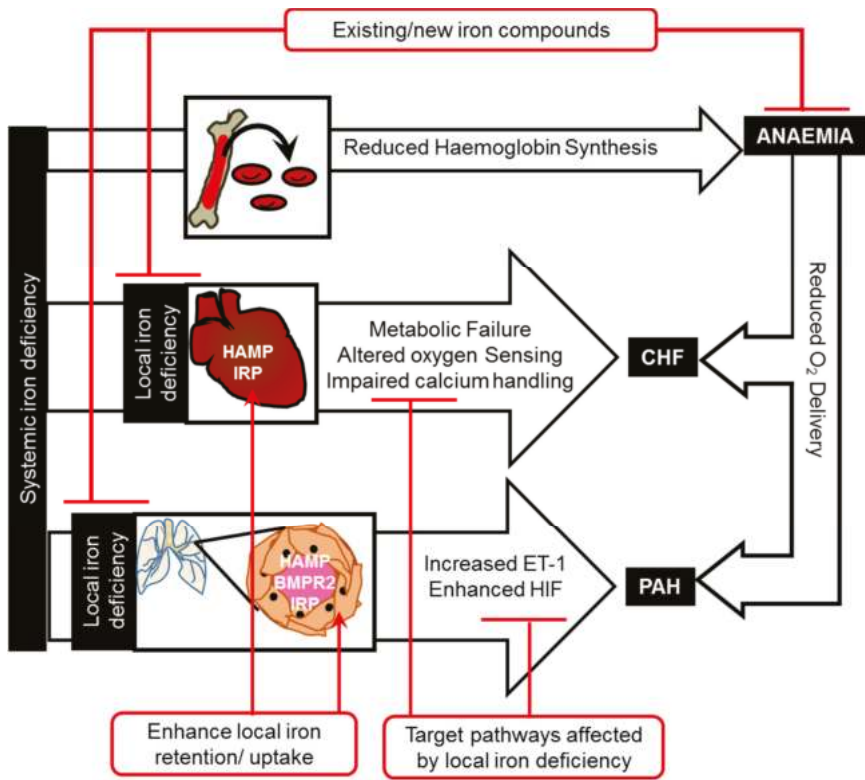 Existing/new iron compounds
ANAEMIA
Reduced Haemoglobin Synthesis
Systemic iron deficiency
Local iron
deficiency
HAMP
IRP
Metabolic Failure
Altered oxygen Sensing
Impaired calcium handling
CHF
Reduced O₂ Delivery
Local iron
deficiency
HAMP
BMPR2
IRP
Increased ET-1
Enhanced HIF
PAH
Enhance local iron
retention/ uptake
Target pathways affected
by local iron deficiency